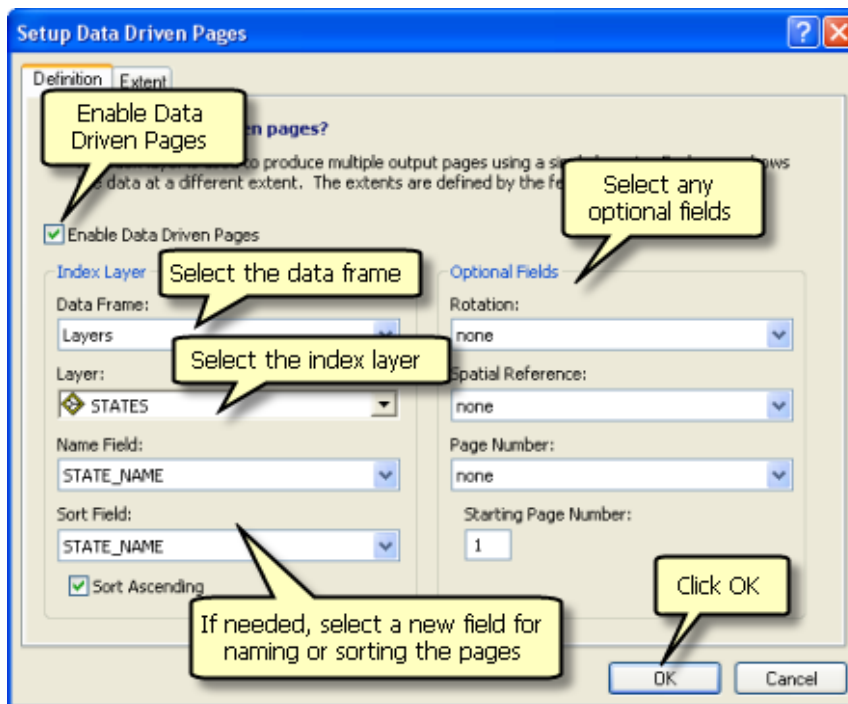 Setup Data Driven Pages
Definition Extent
Enable Data
Driven Pages
pages?
to produce multiple output pages using a
data at a different extent. The extents are defined by the
Select any
optional fields
Enable Data Driven Pages
Index Layer
Select the data frame
Optional Fields
Data Frame:
Rotation:
Layers
none
Select the index layer
Layer:
Spatial Reference:
STATES
none
Name Field:
Page Number:
STATE_NAME
none
Sort Field:
Starting Page Number:
STATE_NAME
1
Sort Ascending
Click OK
If needed, select a new field for
naming or sorting the pages
OK
Cancel